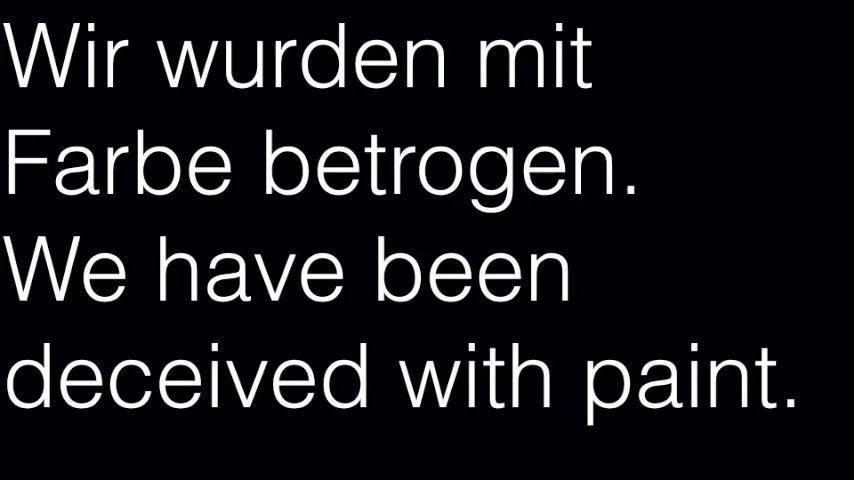 Wir wurden mit
Farbe betrogen.
We have been
deceived with paint.